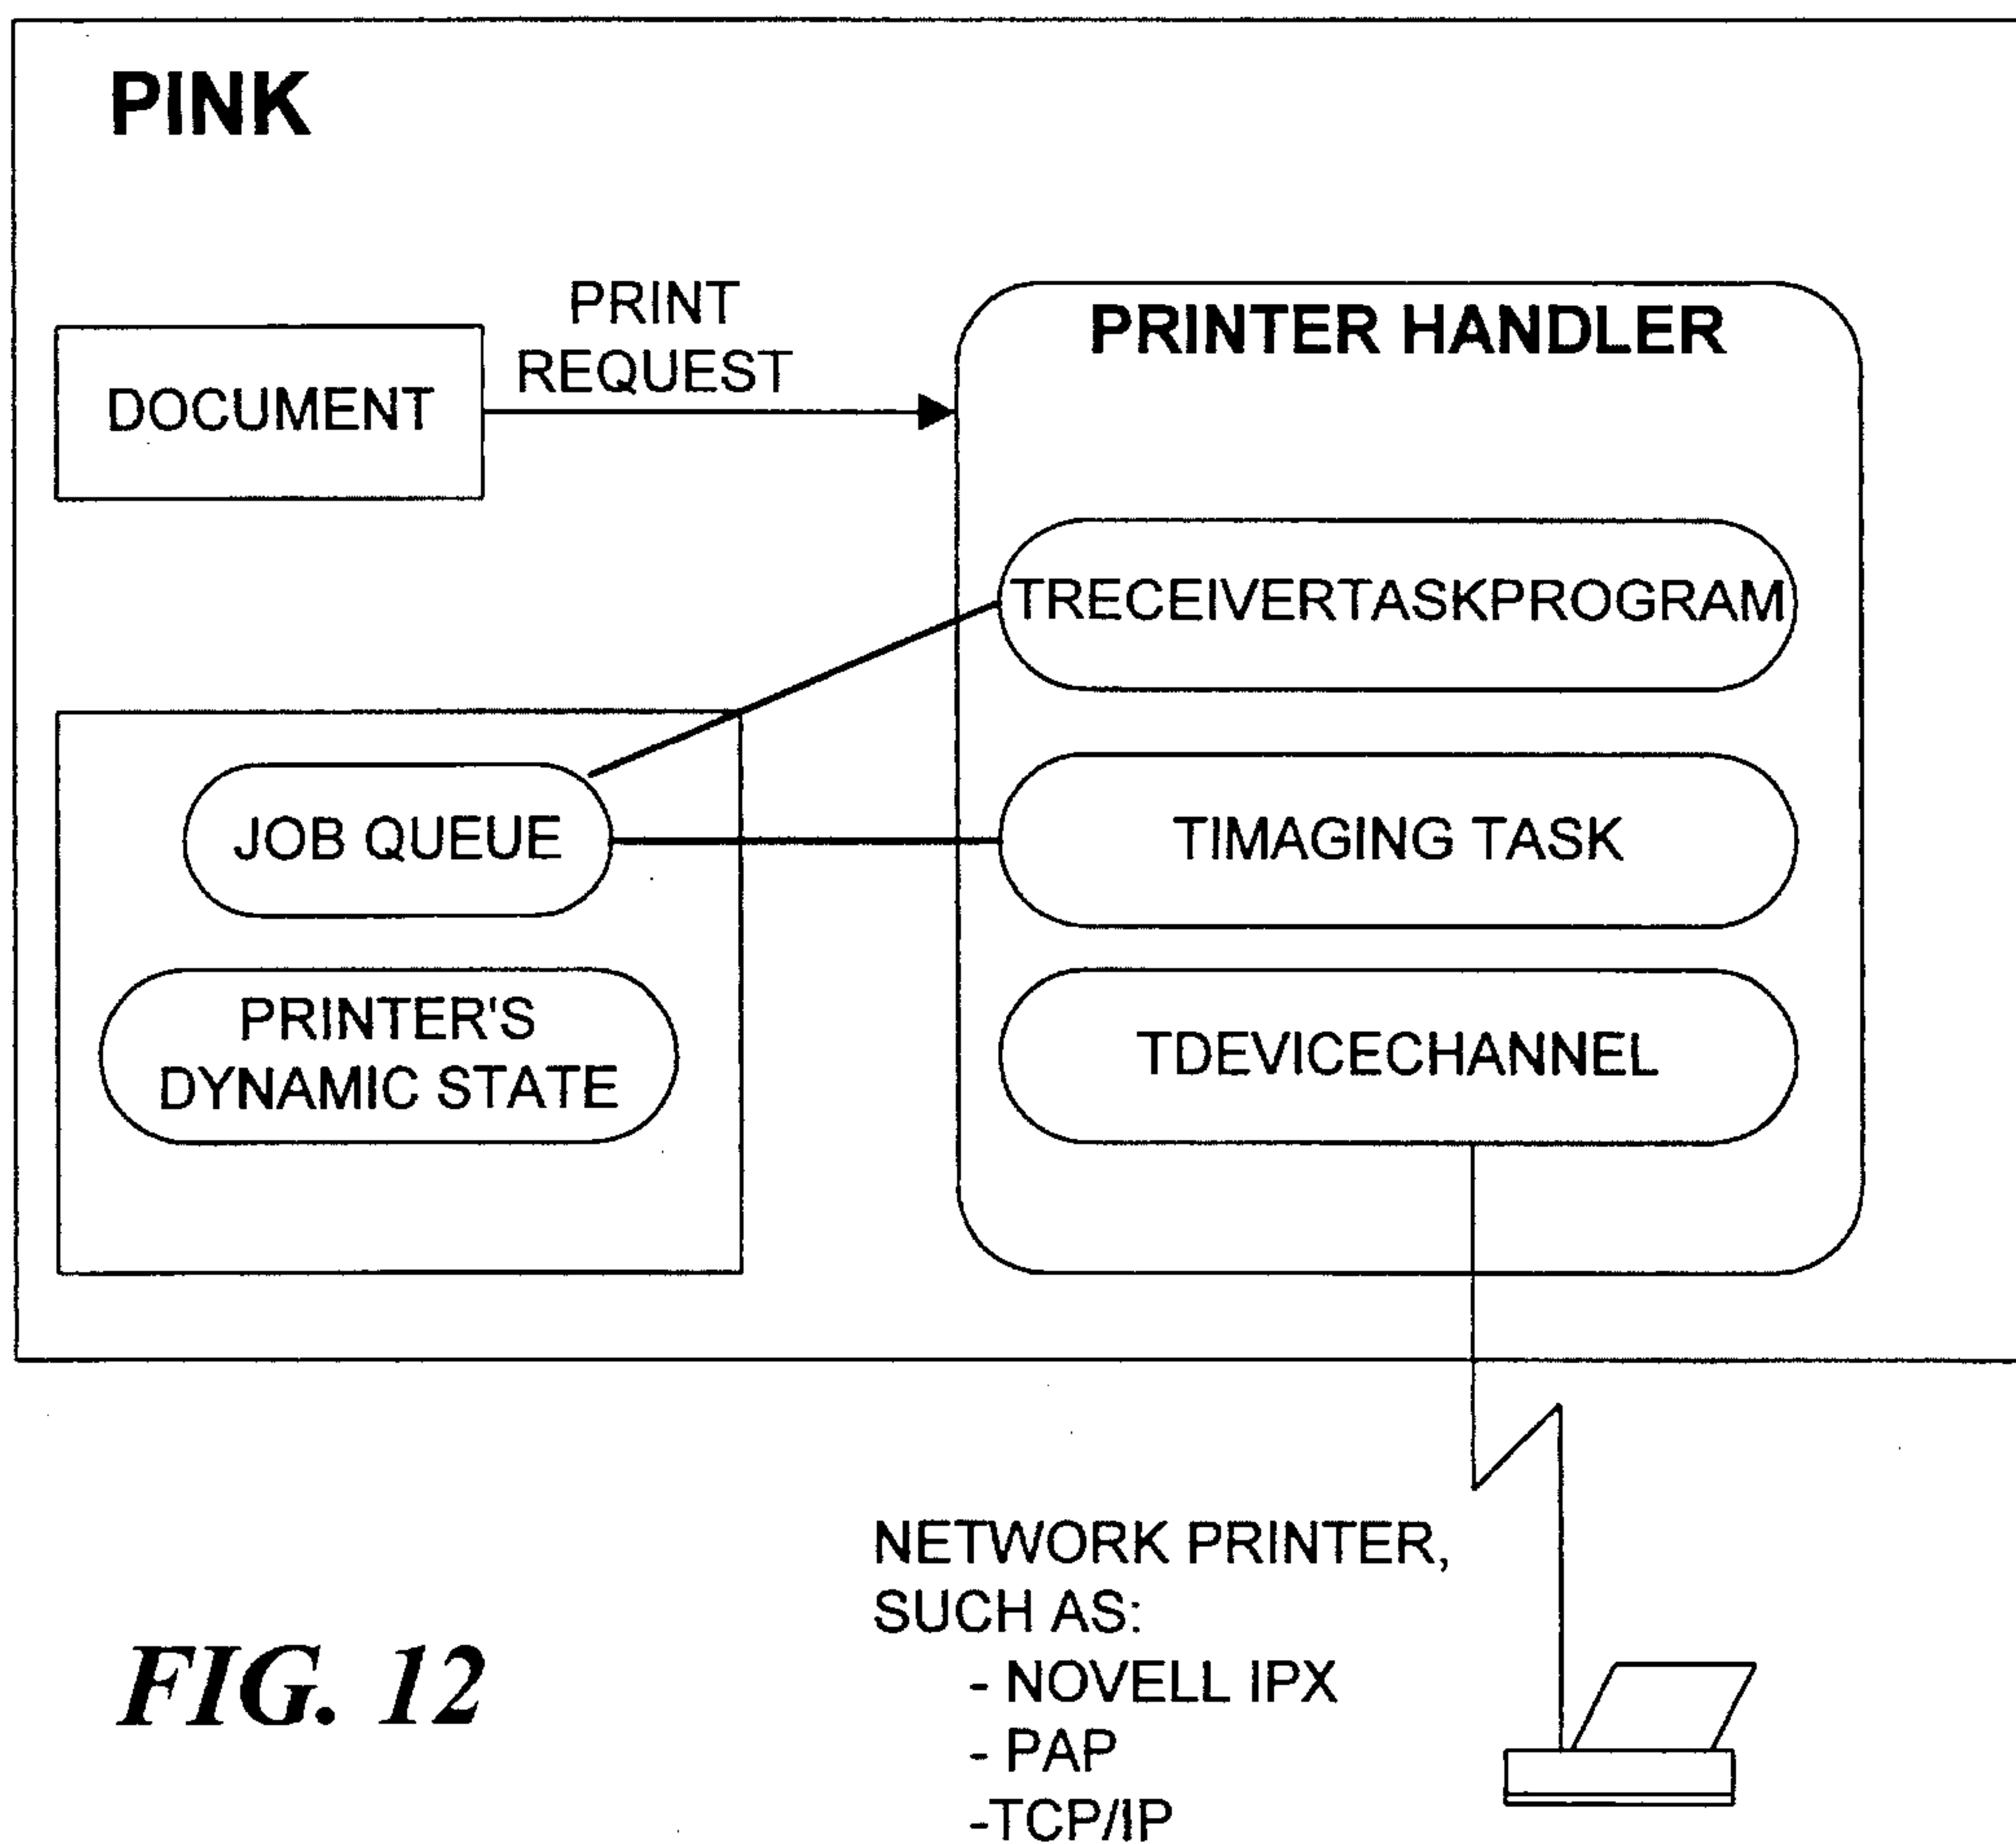 PINK
PRINT
REQUEST
DOCUMENT
PRINTER HANDLER
TRECEIVERTASKPROGRAM
JOB QUEUE
TIMAGING TASK
PRINTER'S
DYNAMIC STATE
TDEVICECHANNEL
NETWORK PRINTER,
SUCH AS:
- NOVELL IPX
- PAP
-TCP/IP
FIG. 12